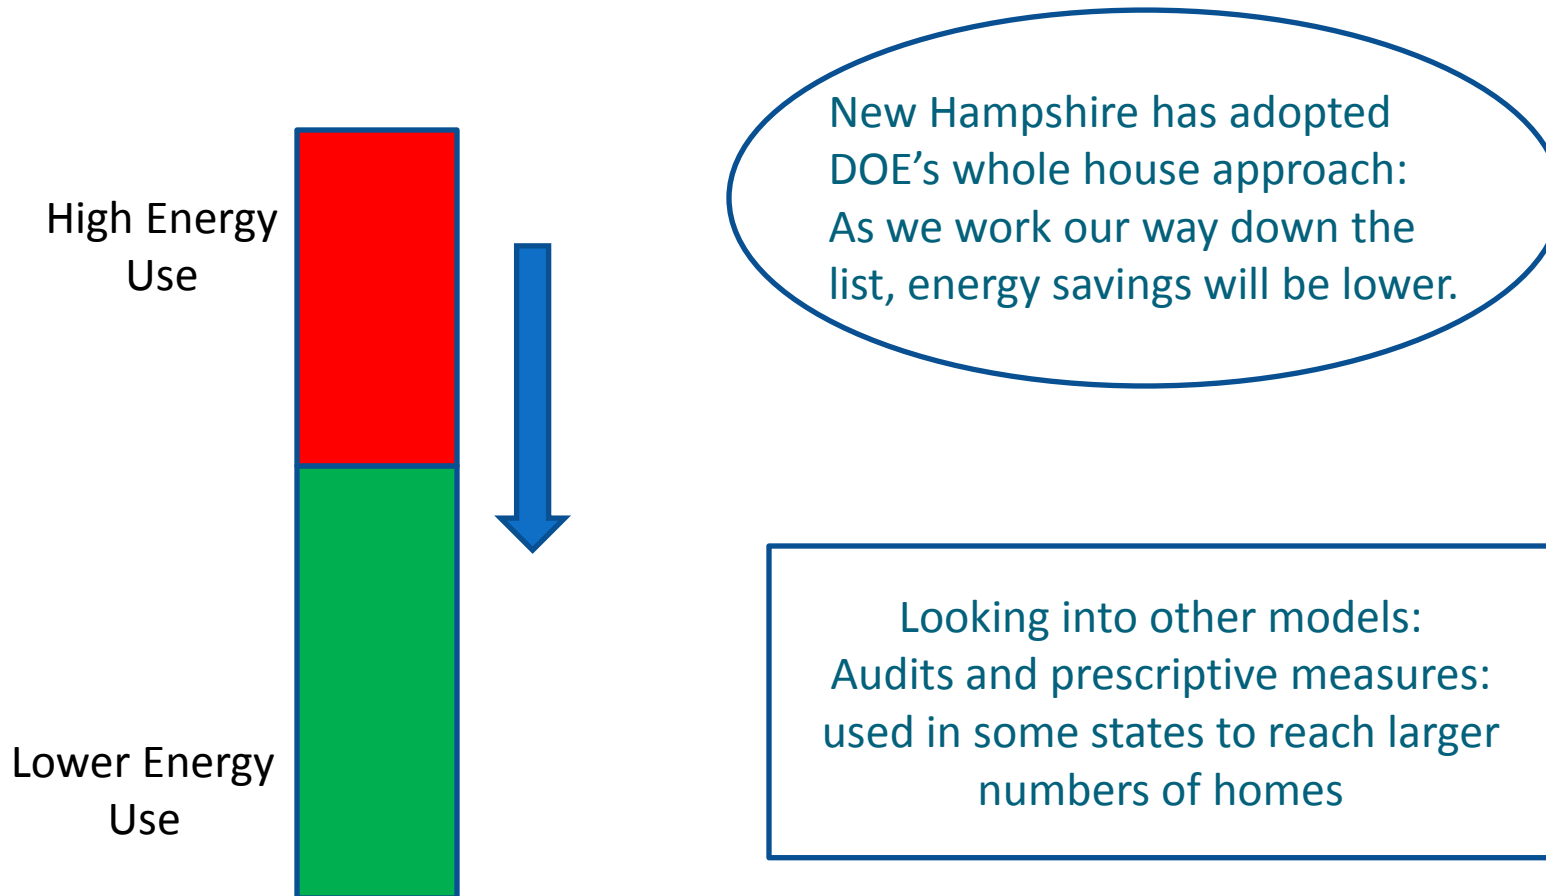 High Energy
Use
New Hampshire has adopted
DOE’s whole house approach:
As we work our way down the
list, energy savings will be lower.
Lower Energy
Use
Looking into other models:
Audits and prescriptive measures:
used in some states to reach larger
numbers of homes